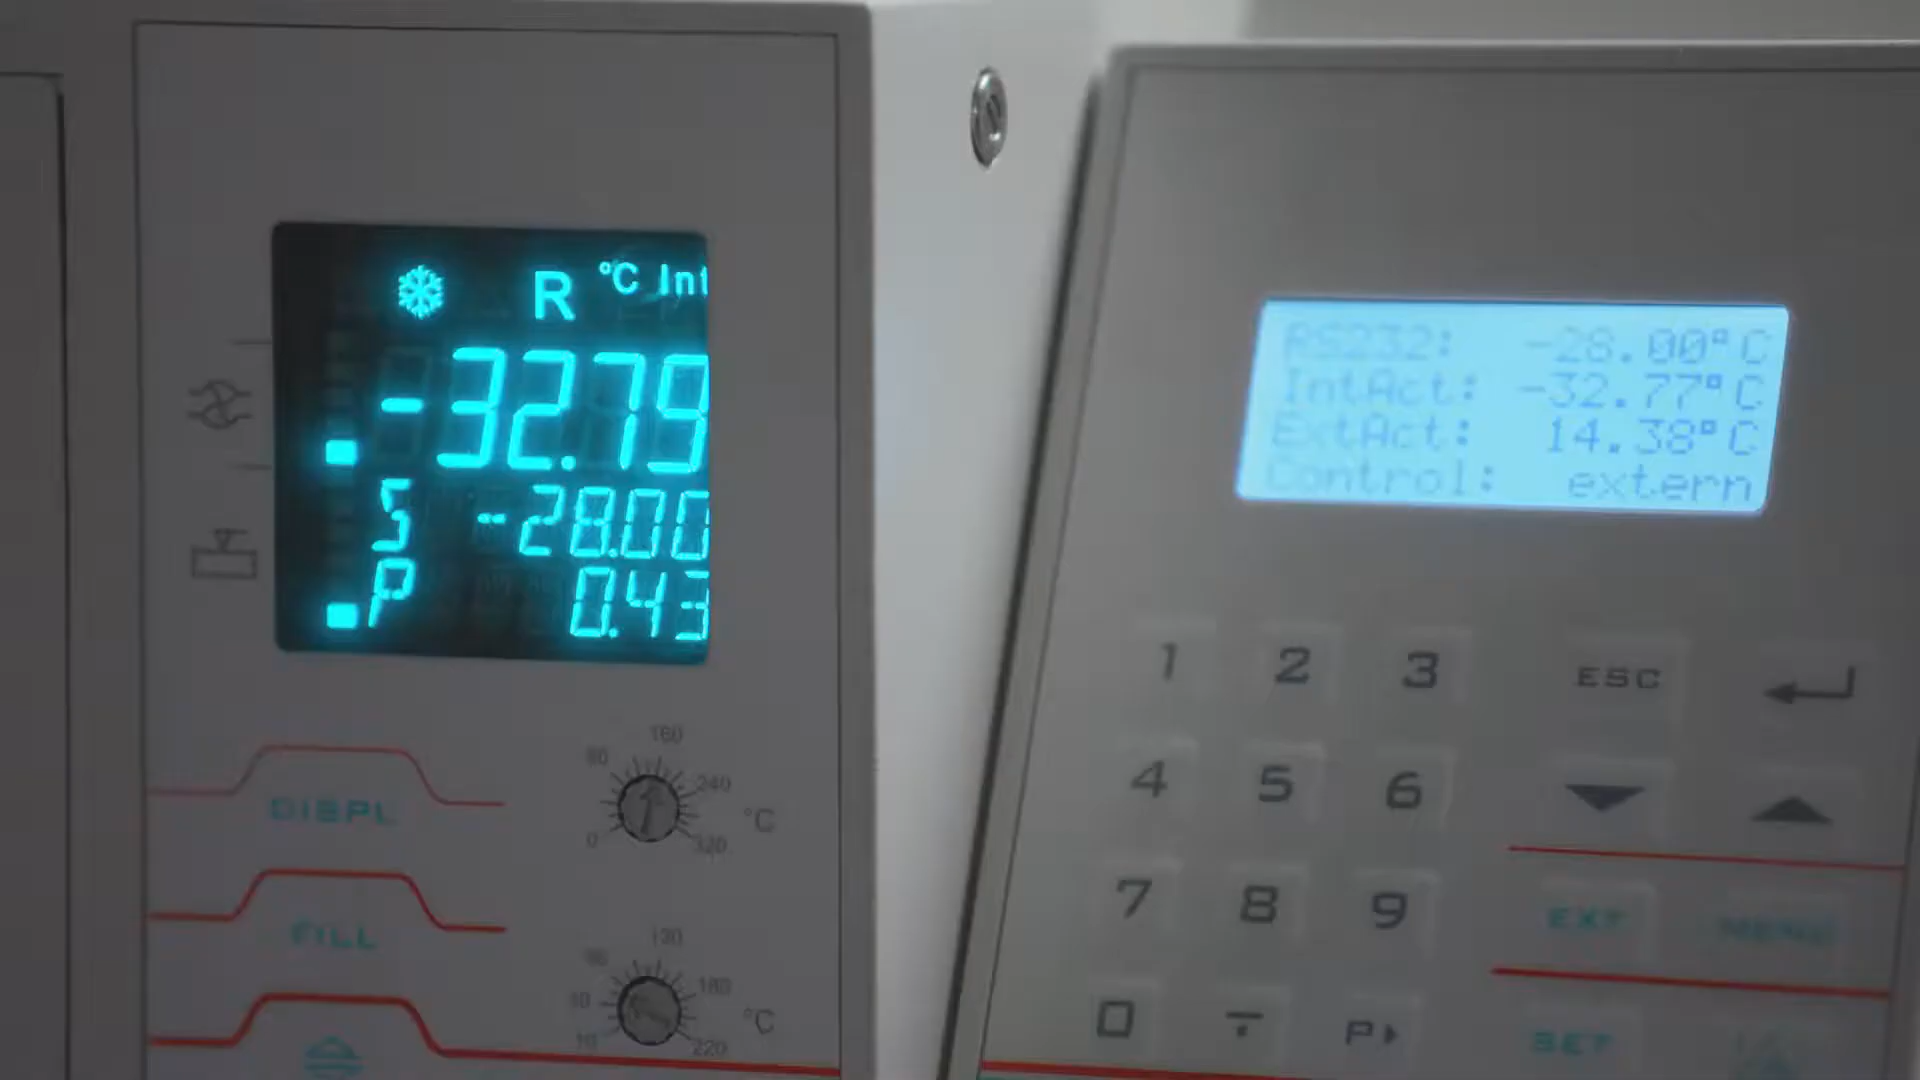 R °C Int
-32.79
S -28.00
P 0.43
DISPL
FILL
160
80
240
0
320
°C
130
180
10
220
°C
RS232: -28.00°C
IntAct: -32.77°C
ExtAct: 14.38°C
Control: extern
1 2 3 ESC
4 5 6
7 8 9 EXT MENU
0 P
SET